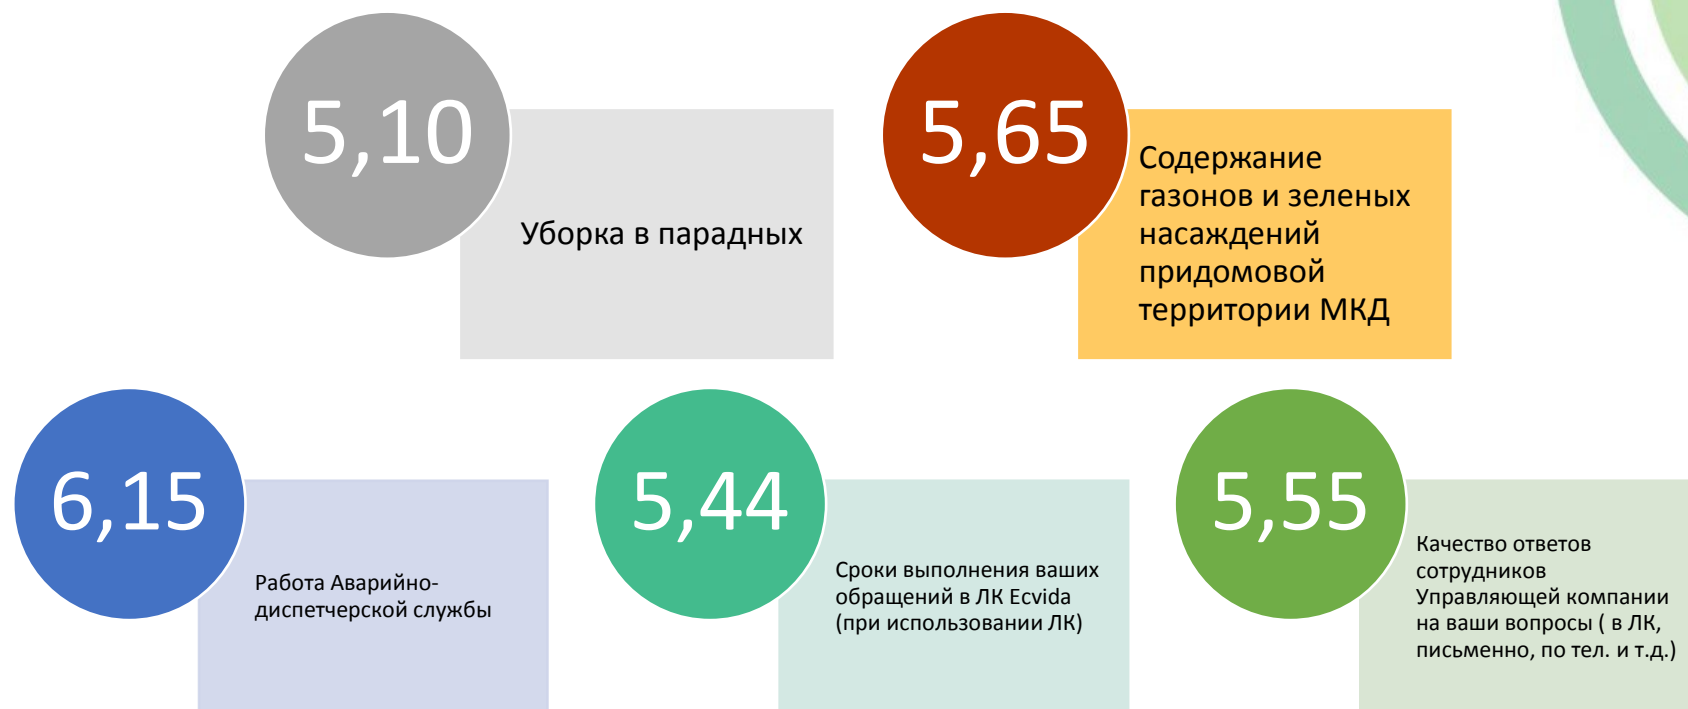 5,10
Уборка в парадных
5,65
Содержание
газонов и зеленых
насаждений
придомовой
территории МКД
6,15
Работа Аварийно-
диспетчерской службы
5,44
Сроки выполнения ваших
обращений в ЛК Ecvida
(при использовании ЛК)
5,55
Качество ответов
сотрудников
Управляющей компании
на ваши вопросы ( в ЛК,
письменно, по тел. и т.д.)